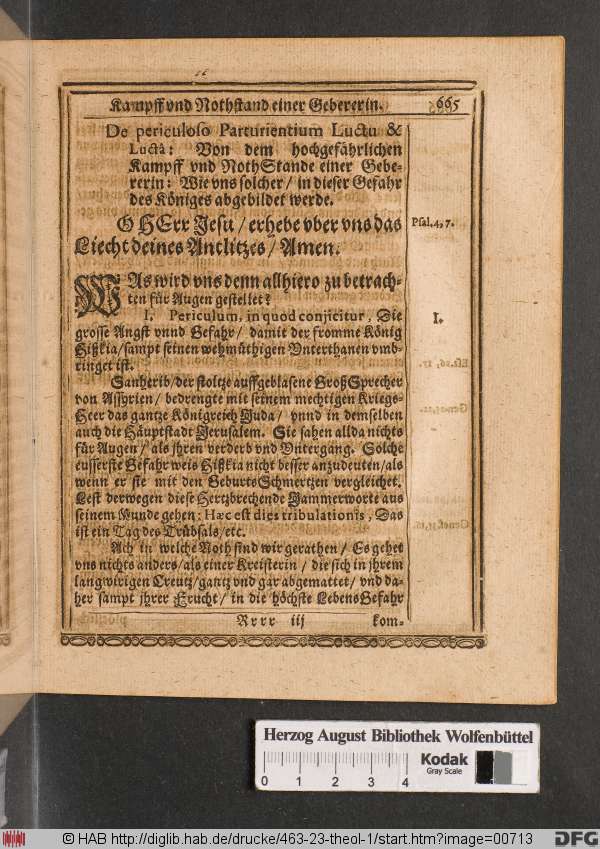 Kampff vnd Nothstand einer Gebererin. 665
De periculoso Parturientium Luctu &
Luctâ: Von dem hochgefährlichen
Kampff vnd NothStande einer Gebe-
rerin: Wie vns solcher / in dieser Gefahr
des Königes abgebildet werde.
O HErr Jesu / erhebe vber vns das
Liecht deines Antlitzes / Amen.
Psal. 4, 7.
WAs wird vns denn allhiero zu betrach-
ten für Augen gestellet?
I. Periculum, in quod conjicitur, Die
grosse Angst vnnd Gefahr / damit der fromme König
Hißkia / sampt seinen wehmüthigen Vnterthanen vmb-
ringet ist.
I.
Sanherib / der stoltze auffgeblasene GroßSprecher
von Assyrien / bedrengte mit seinem mechtigen Kriegs-
Heer das gantze Königreich Juda / vnnd in demselben
auch die Häuptstadt Jerusalem. Sie sahen allda nichts
für Augen / als jhren verderb vnd Vntergang. Solche
eusserste Gefahr weis Hißkia nicht besser anzudeuten / als
wenn er sie mit den GeburtsSchmertzen vergleichet.
Lest derwegen diese Hertzbrechende Jammerworte aus
seinem Munde gehen: Hæc est dies tribulationis, Das
ist ein Tag des Trübsals / etc.
Ach in welche Noth sind wir gerathen / Es gehet
vns nichts anders / als einer Kreisterin / die sich in jhrem
langwirigen Creutz / gantz vnd gar abgemattet / vnd da-
her sampt jhrer Frucht / in die höchste LebensGefahr
Rrrr iij kom-
Herzog August Bibliothek Wolfenbüttel
0 1 2 3 4
Kodak
Gray Scale
© HAB http://diglib.hab.de/drucke/463-23-theol-1/start.htm?image=00713
DFG